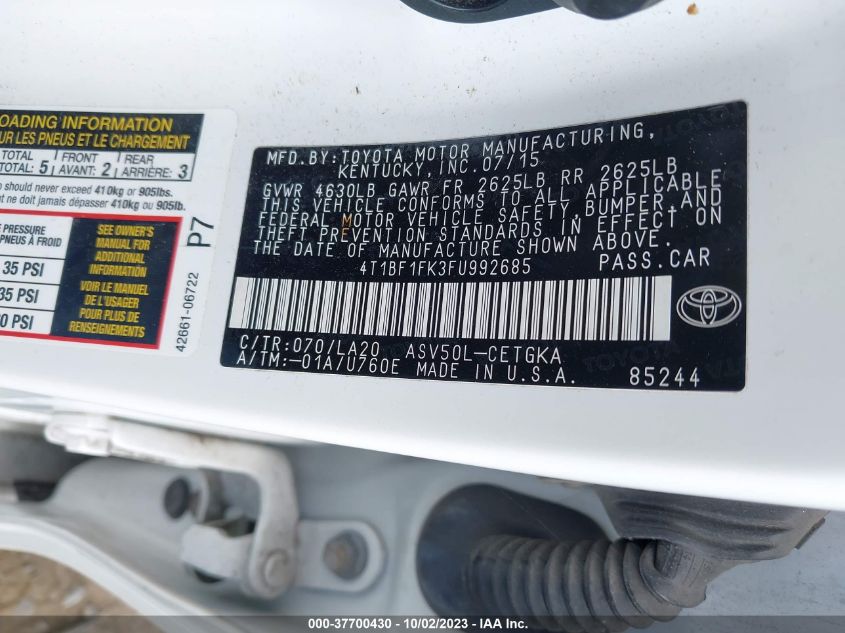 OADING INFORMATION
UR LES PNEUS ET LE CHARGEMENT
TOTAL FRONT REAR
TOTAL: 5 AVANT: 2 ARRIÈRE: 3
should never exceed 410kg or 905lbs.
ne doit jamais dépasser 410kg or 905lb.
E PRESSURE
PNEUS À FROID
35 PSI
35 PSI
0 PSI
SEE OWNER'S
MANUAL FOR
ADDITIONAL
INFORMATION
VOIR LE MANUEL
DE L'USAGER
POUR PLUS DE
RENSEIGNEMENTS
P7
42661-06722
MFD. BY: TOYOTA MOTOR MANUFACTURING,
KENTUCKY, INC. 07/15
GVWR 4630LB GAWR FR 2625LB RR 2625LB
THIS VEHICLE CONFORMS TO ALL APPLICABLE
FEDERAL MOTOR VEHICLE SAFETY, BUMPER, AND
THEFT PREVENTION STANDARDS IN EFFECT ON
THE DATE OF MANUFACTURE SHOWN ABOVE.
4T1BF1FK3FU992685 PASS.CAR
C/TR: 070/LA20 ASV50L-CETGKA
A/TM:-01A/U760E MADE IN U.S.A. 85244
000-37700430 - 10/02/2023 - IAA Inc.